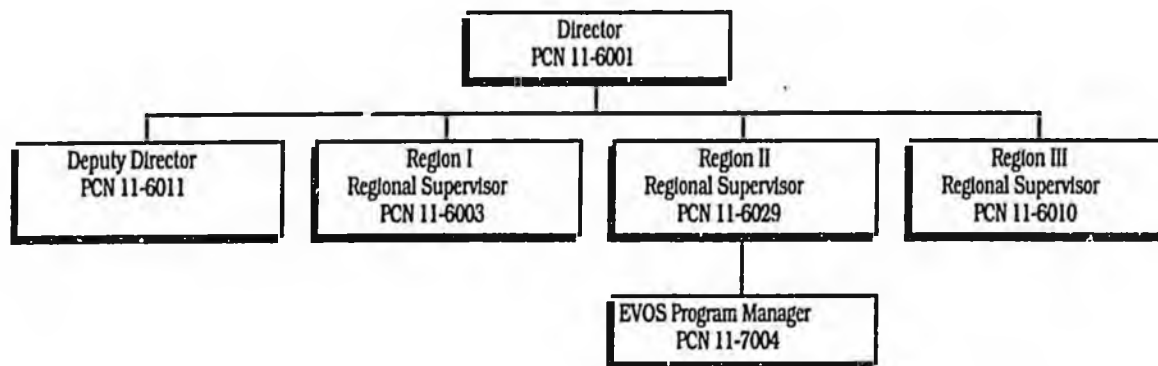 Director
PCN 11-6001
Deputy Director
PCN 11-6011
Region I
Regional Supervisor
PCN 11-6003
Region II
Regional Supervisor
PCN 11-6029
Region III
Regional Supervisor
PCN 11-6010
EVOS Program Manager
PCN 11-7004